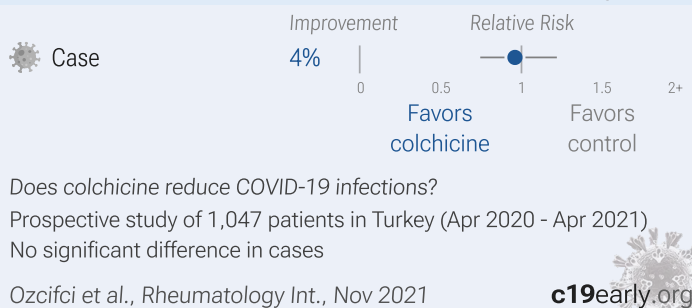 Improvement Relative Risk
Case 4%
0 0.5 1 1.5 2+
Favors Favors
colchicine control
Does colchicine reduce COVID-19 infections?
Prospective study of 1,047 patients in Turkey (Apr 2020 - Apr 2021)
No significant difference in cases
Ozcifci et al., Rheumatology Int., Nov 2021 c19early.org